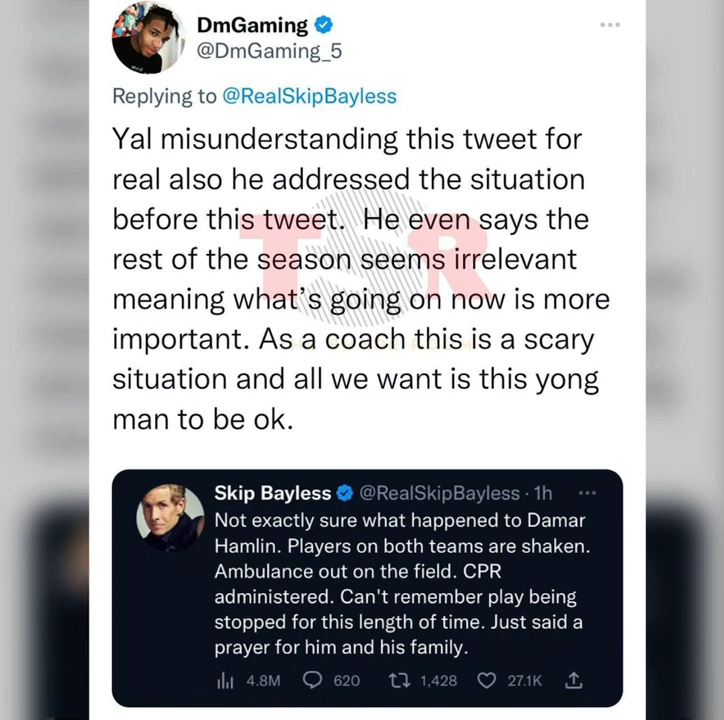 DmGaming
@DmGaming_5
Replying to @RealSkipBayless
Yal misunderstanding this tweet for
real also he addressed the situation
before this tweet.  He even says the
rest of the season seems irrelevant
meaning what's going on now is more
important. As a coach this is a scary
situation and all we want is this yong
man to be ok.
TSR
Skip Bayless @RealSkipBayless · 1h
Not exactly sure what happened to Damar
Hamlin. Players on both teams are shaken.
Ambulance out on the field. CPR
administered. Can't remember play being
stopped for this length of time. Just said a
prayer for him and his family.
4.8M 620 1,428 27.1K